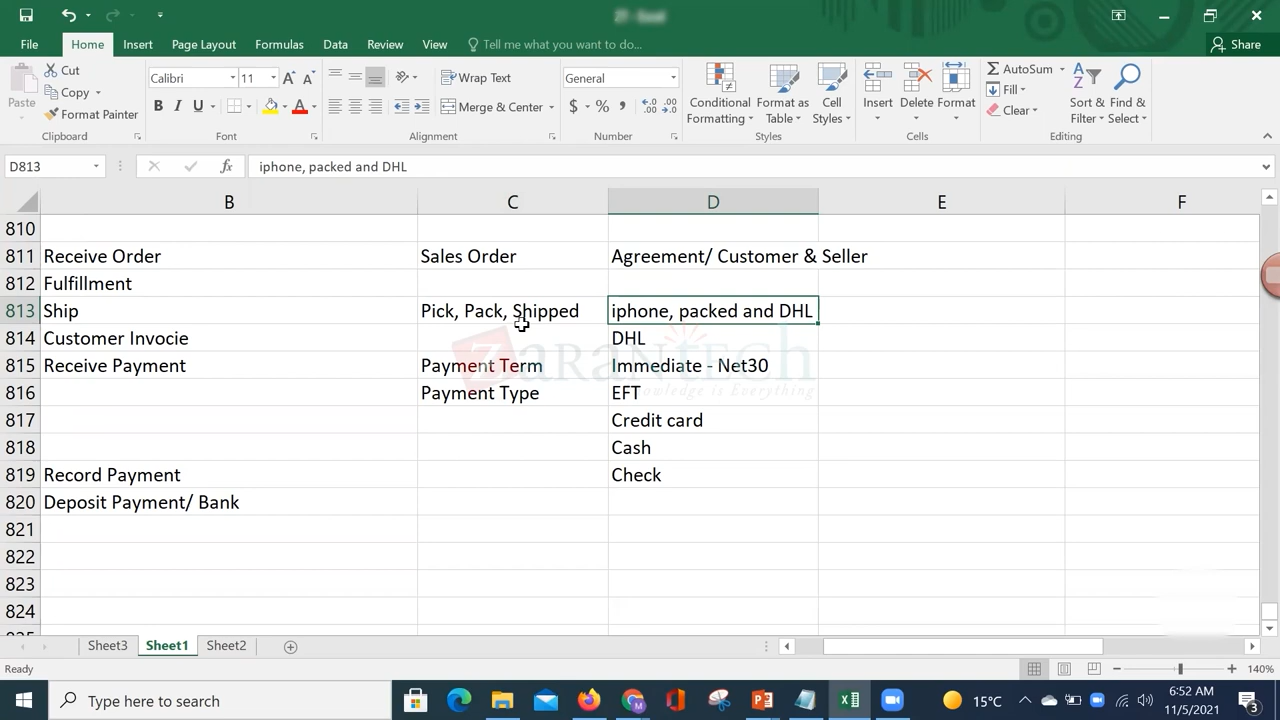 File Home Insert Page Layout Formulas Data Review View Tell me what you want to do... Share
Paste Cut Copy Format Painter
Calibri 11 A A
B I U A
Wrap Text
Merge & Center
General
$ % ,
Conditional Formatting Format as Table Cell Styles
Insert Delete Format
AutoSum Fill Clear
Sort & Filter Find & Select
Clipboard Font Alignment Number Styles Cells Editing
D813 fx iphone, packed and DHL
B C D E F
810
811 Receive Order Sales Order Agreement/ Customer & Seller
812 Fulfillment
813 Ship Pick, Pack, Shipped iphone, packed and DHL
814 Customer Invocie DHL
815 Receive Payment Payment Term Immediate - Net30
816 Payment Type EFT
817 Credit card
818 Cash
819 Record Payment Check
820 Deposit Payment/ Bank
821
822
823
824
ZaRaNTech
Knowledge is Everything
Sheet3 Sheet1 Sheet2
Ready 140%
Type here to search 15°C 6:52 AM
11/5/2021 3